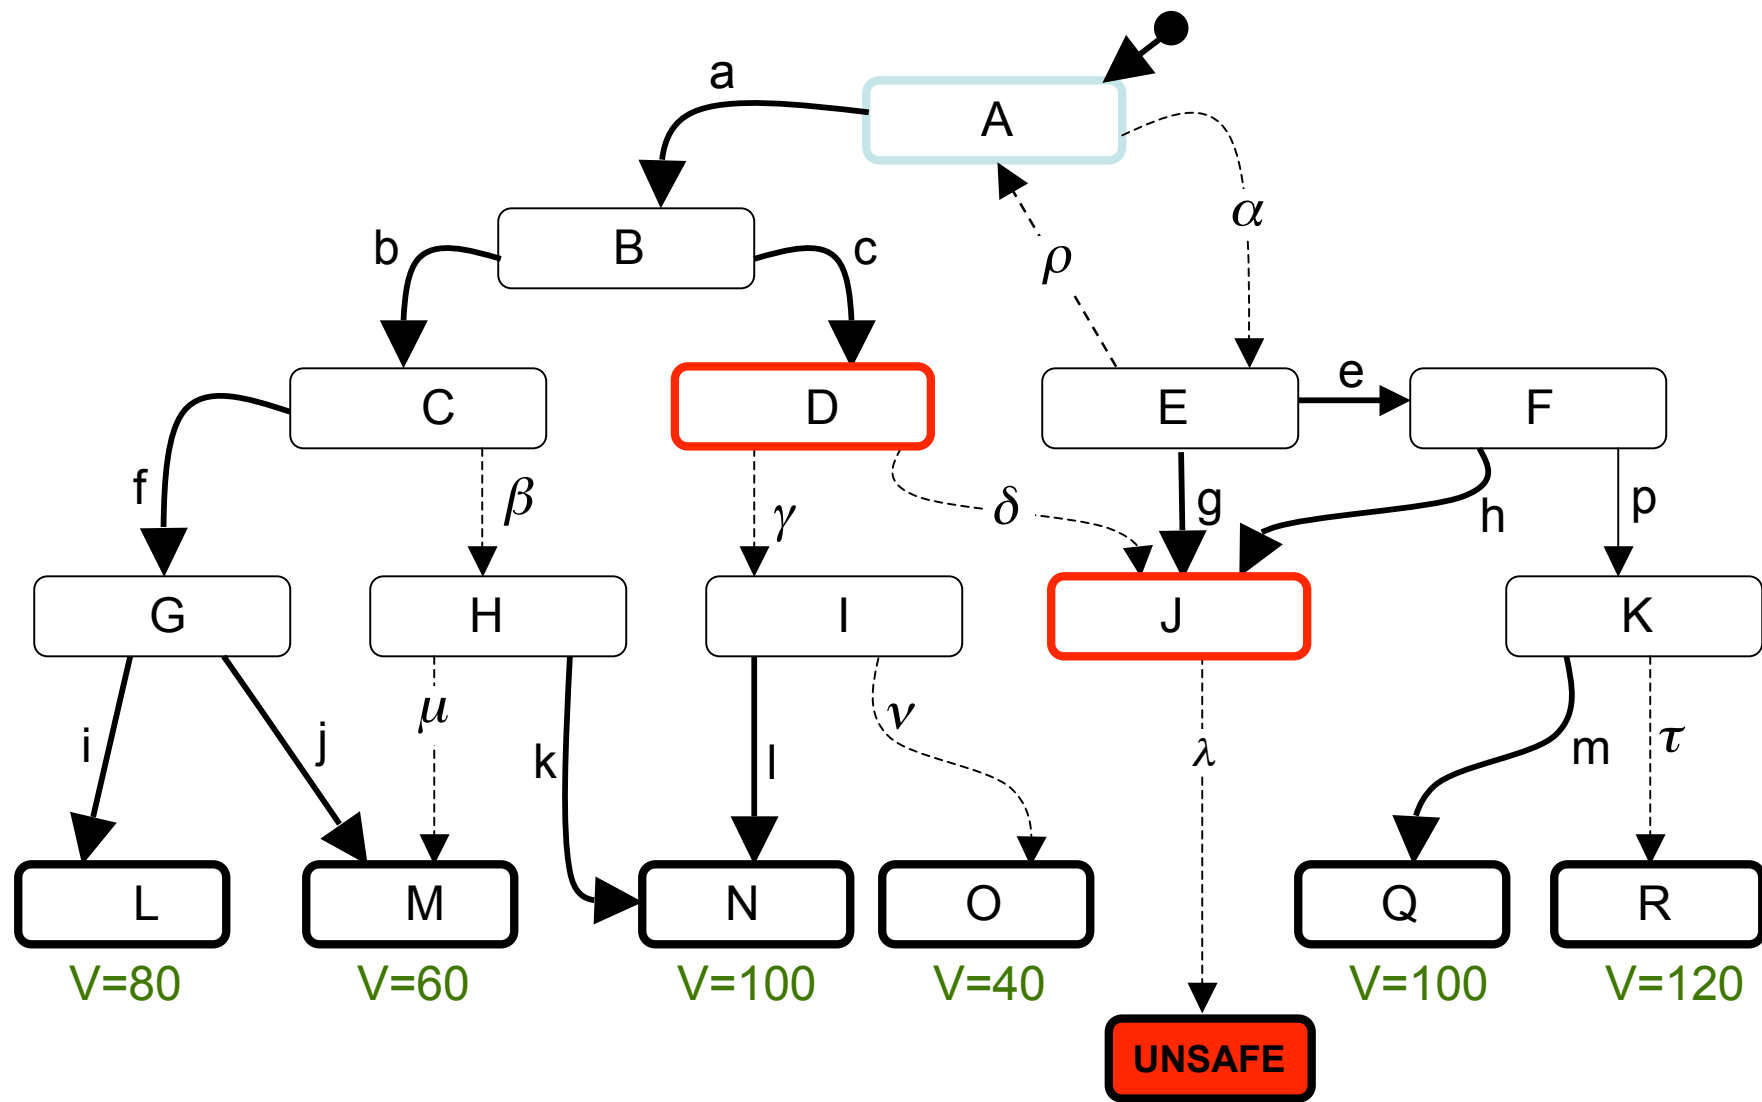 a
A
α
b
B
c
ρ
C
D
E
e
F
f
β
γ
δ
g
h
p
G
H
I
J
K
i
j
μ
k
l
ν
λ
m
τ
L
M
N
O
Q
R
V=80
V=60
V=100
V=40
V=100
V=120
UNSAFE